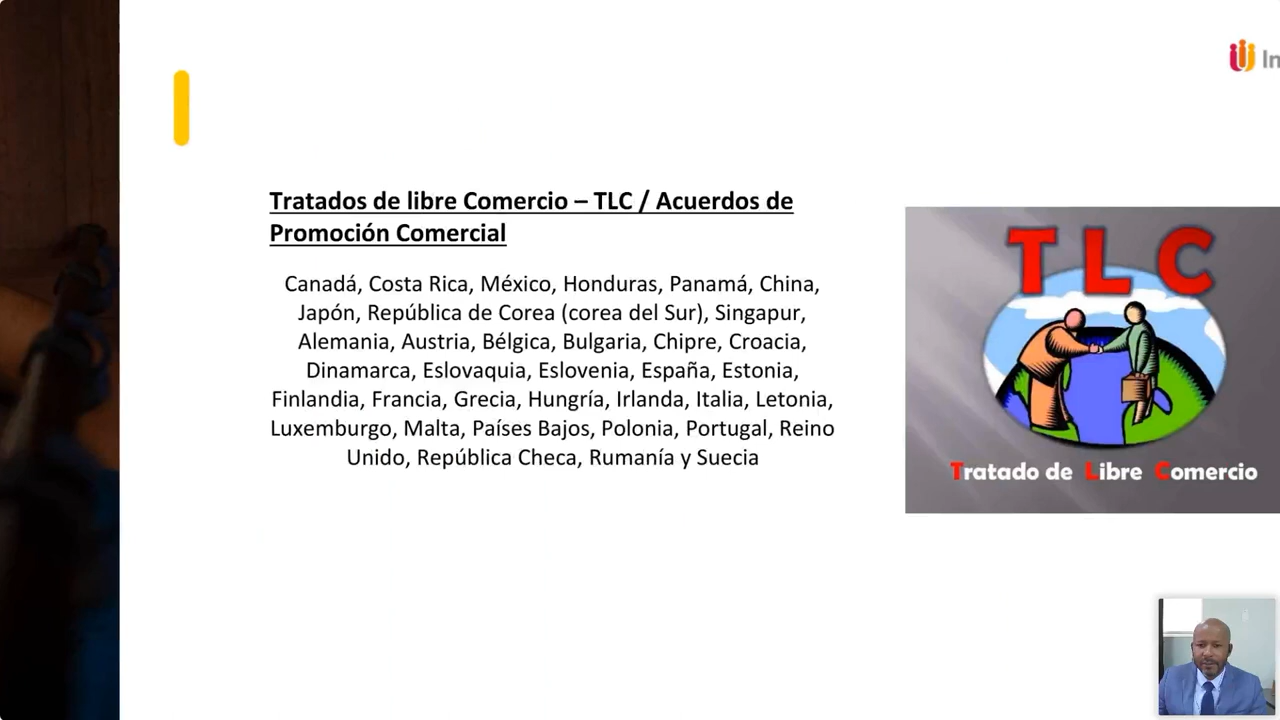 In
Tratados de libre Comercio – TLC / Acuerdos de
Promoción Comercial
Canadá, Costa Rica, México, Honduras, Panamá, China,
Japón, República de Corea (corea del Sur), Singapur,
Alemania, Austria, Bélgica, Bulgaria, Chipre, Croacia,
Dinamarca, Eslovaquia, Eslovenia, España, Estonia,
Finlandia, Francia, Grecia, Hungría, Irlanda, Italia, Letonia,
Luxemburgo, Malta, Países Bajos, Polonia, Portugal, Reino
Unido, República Checa, Rumanía y Suecia
TLC
Tratado de Libre Comercio